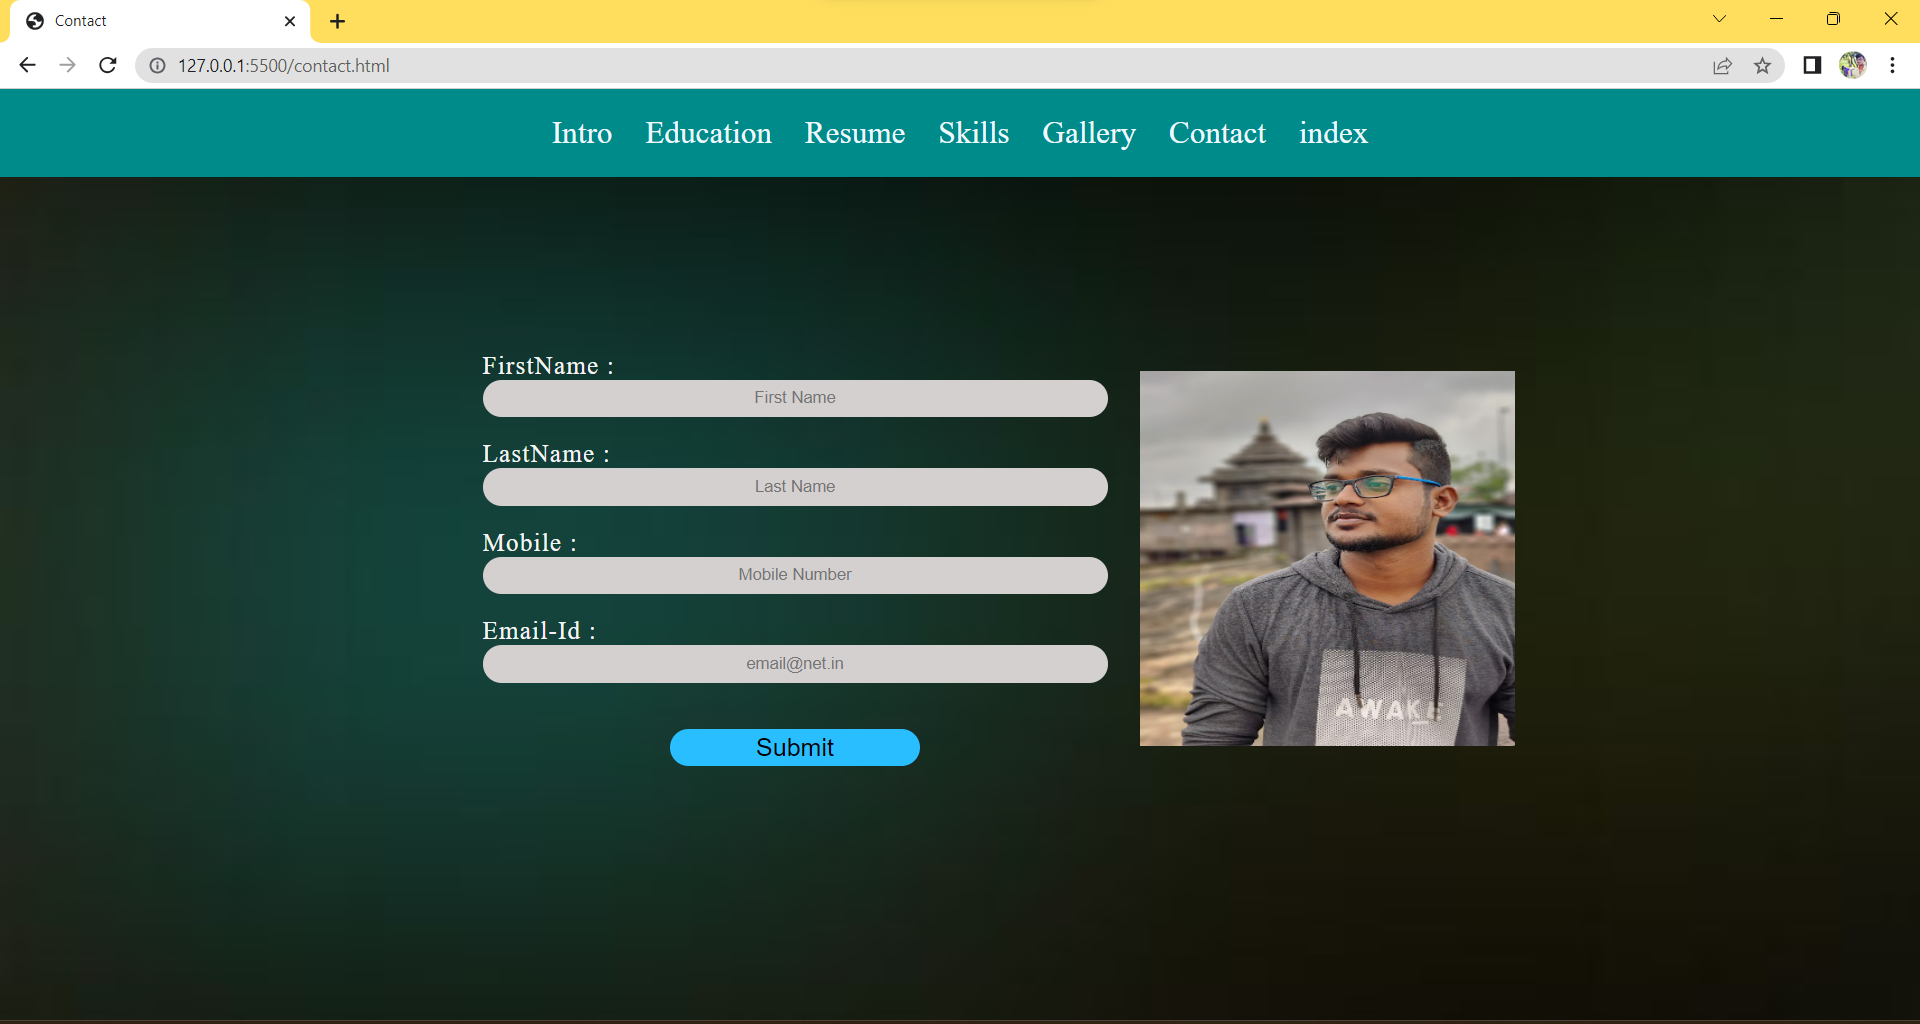 Contact
127.0.0.1:5500/contact.html
Intro Education Resume Skills Gallery Contact index
FirstName :
First Name
LastName :
Last Name
Mobile :
Mobile Number
Email-Id :
email@net.in
Submit
AWAKE